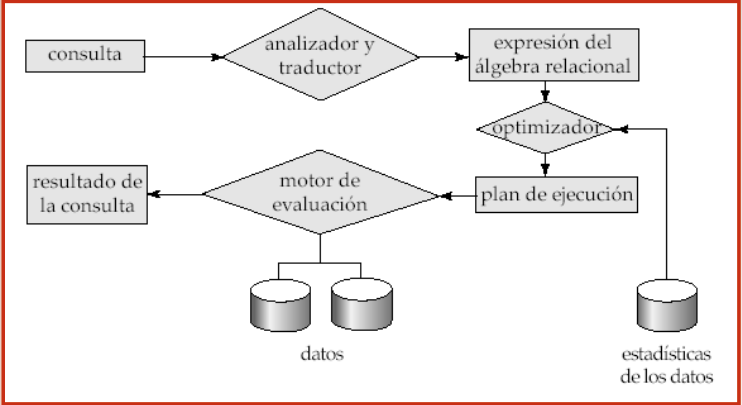 consulta
analizador y
traductor
expresión del
álgebra relacional
optimizador
resultado de
la consulta
motor de
evaluación
plan de ejecución
datos
estadísticas
de los datos